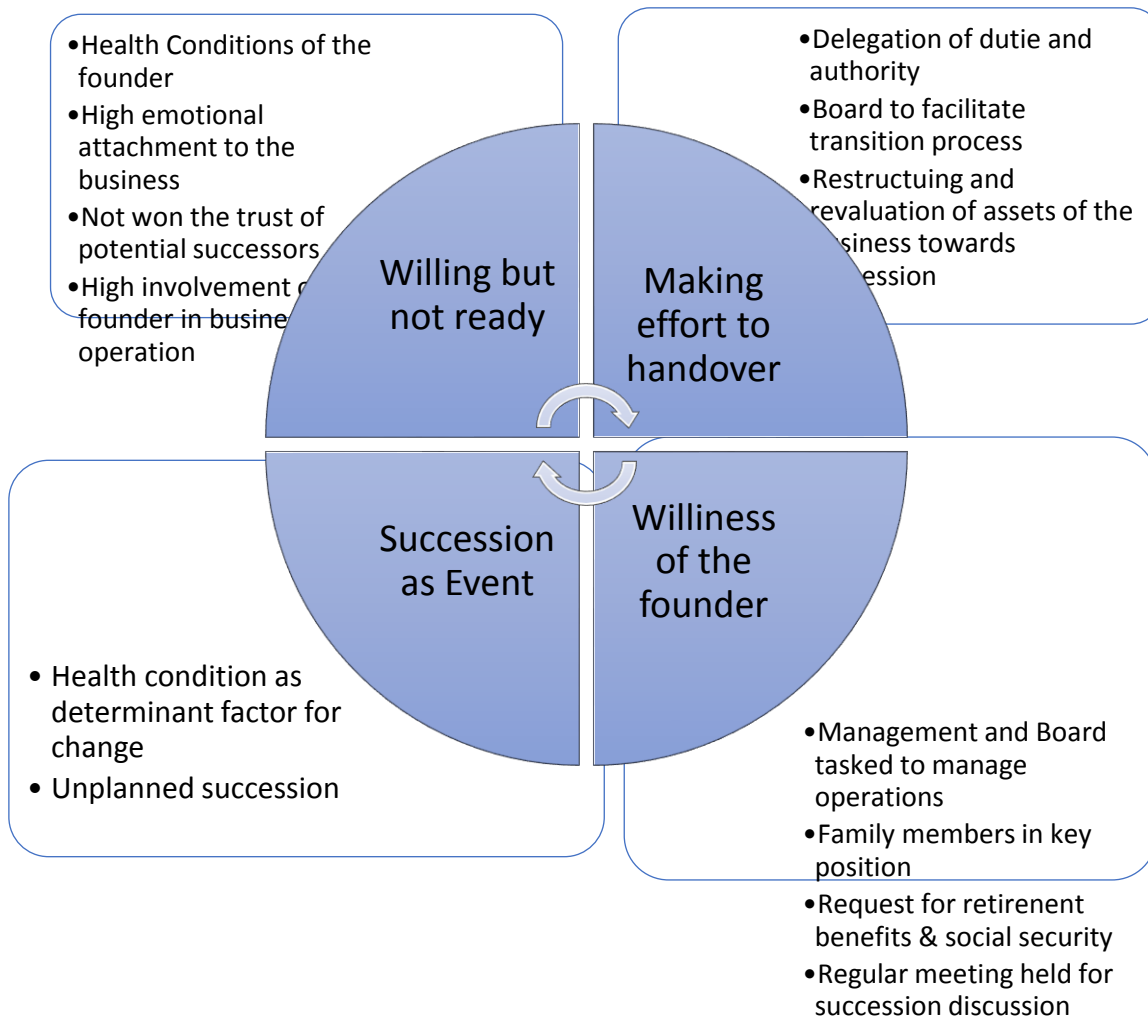 •Health Conditions of the
founder
•High emotional
attachment to the
business
•Not won the trust of
potential successors
•High involvement
founder in busine
operation
•Delegation of dutie and
authority
•Board to facilitate
transition process
•Restructuing and
revaluation of assets of the
usiness towards
ession
Willing but
not ready
Making
effort to
handover
Succession
as Event
Williness
of the
founder
• Health condition as
determinant factor for
change
• Unplanned succession
•Management and Board
tasked to manage
operations
•Family members in key
position
•Request for retirenent
benefits & social security
•Regular meeting held for
succession discussion